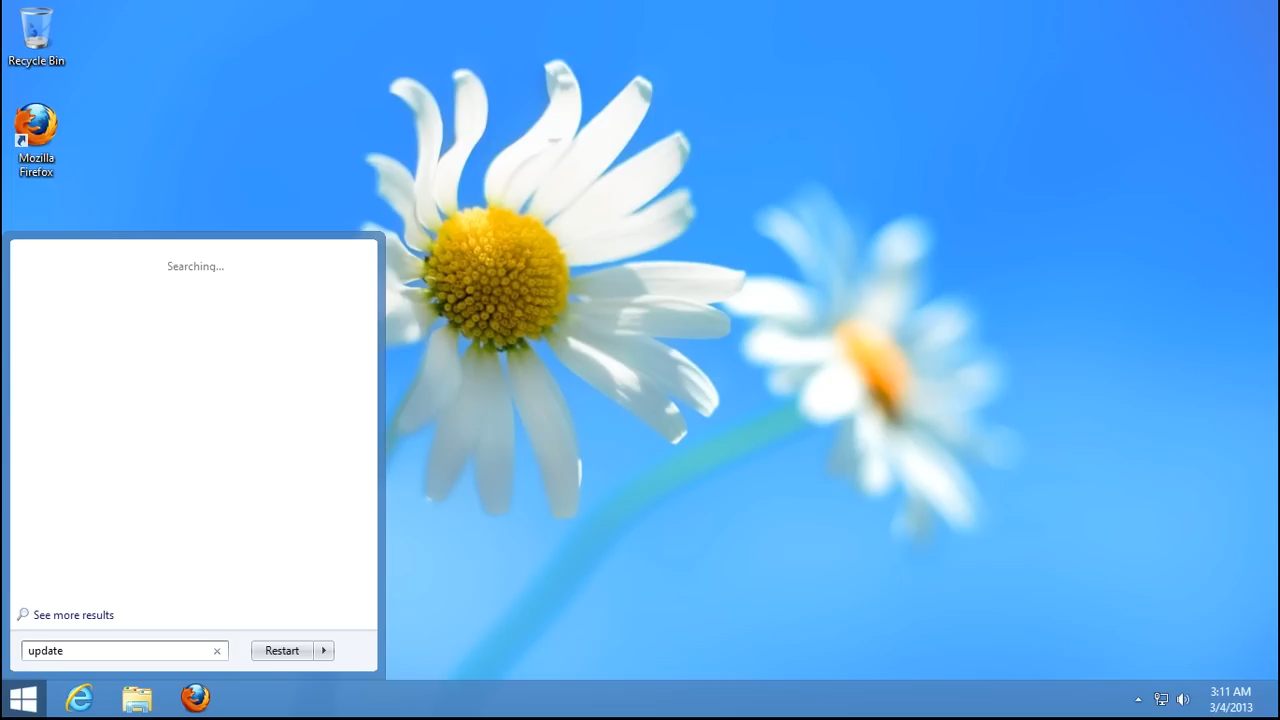 Recycle Bin
Mozilla
Firefox
Searching...
See more results
update
Restart
3:11 AM
3/4/2013